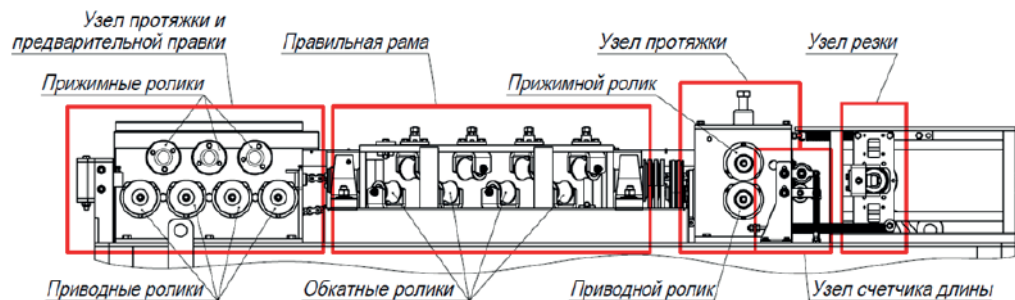 Узел протяжки и
предварительной правки
Правильная рама
Узел протяжки
Узел резки
Прижимные ролики
Прижимной ролик
Приводные ролики
Обкатные ролики
Приводной ролик
Узел счетчика длины